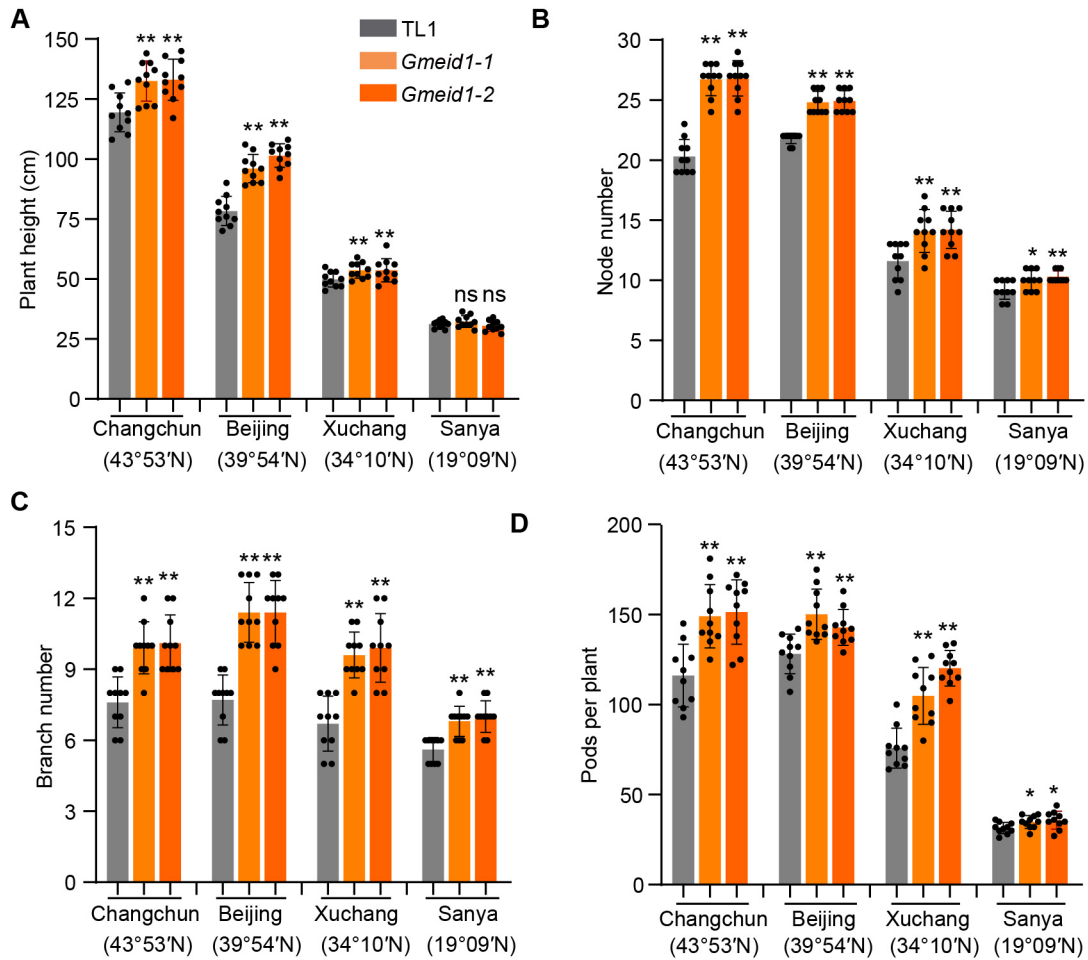 A
Plant height (cm)
150
125
100
75
50
25
0
** **
** **
** **
ns ns
TL1
Gmeid1-1
Gmeid1-2
Changchun Beijing Xuchang Sanya
(43°53′N) (39°54′N) (34°10′N) (19°09′N)
B
Node number
30
25
20
15
10
5
0
** **
** **
** **
* **
Changchun Beijing Xuchang Sanya
(43°53′N) (39°54′N) (34°10′N) (19°09′N)
C
Branch number
15
12
9
6
3
0
** **
** **
** **
** **
Changchun Beijing Xuchang Sanya
(43°53′N) (39°54′N) (34°10′N) (19°09′N)
D
Pods per plant
200
150
100
50
0
** **
** **
** **
* *
Changchun Beijing Xuchang Sanya
(43°53′N) (39°54′N) (34°10′N) (19°09′N)